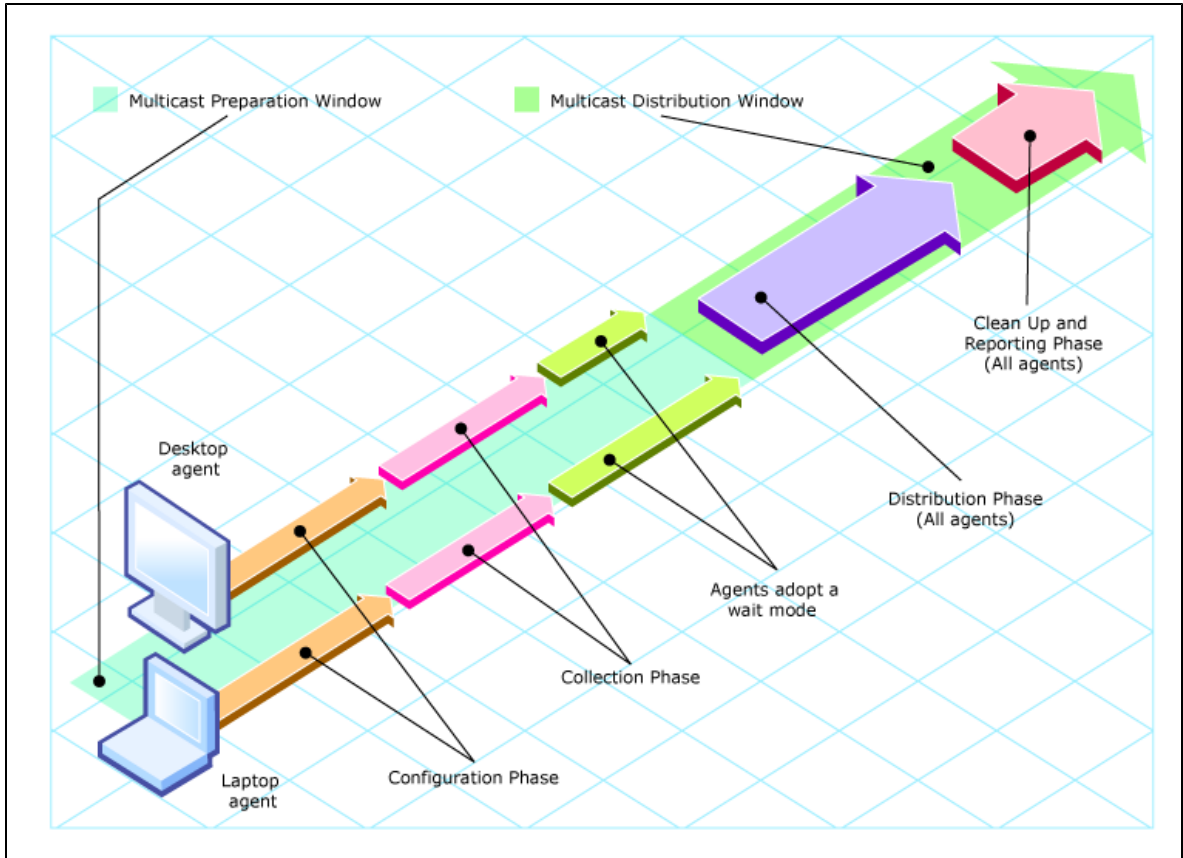 Multicast Preparation Window
Multicast Distribution Window
Clean Up and
Reporting Phase
(All agents)
Desktop
agent
Distribution Phase
(All agents)
Agents adopt a
wait mode
Collection Phase
Configuration Phase
Laptop
agent